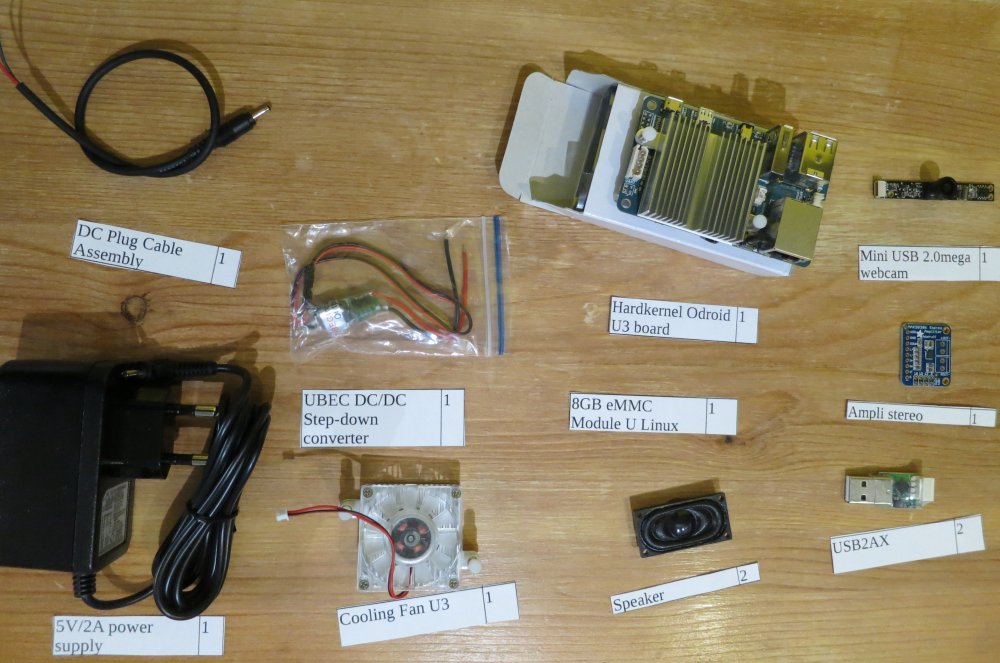 DC Plug Cable
Assembly
1
Hardkernel Odroid
U3 board
1
Mini USB 2.0mega
webcam
1
UBEC DC/DC
Step-down
converter
1
8GB eMMC
Module U Linux
1
Ampli stereo
1
5V/2A power
supply
1
Cooling Fan U3
1
Speaker
2
USB2AX
2